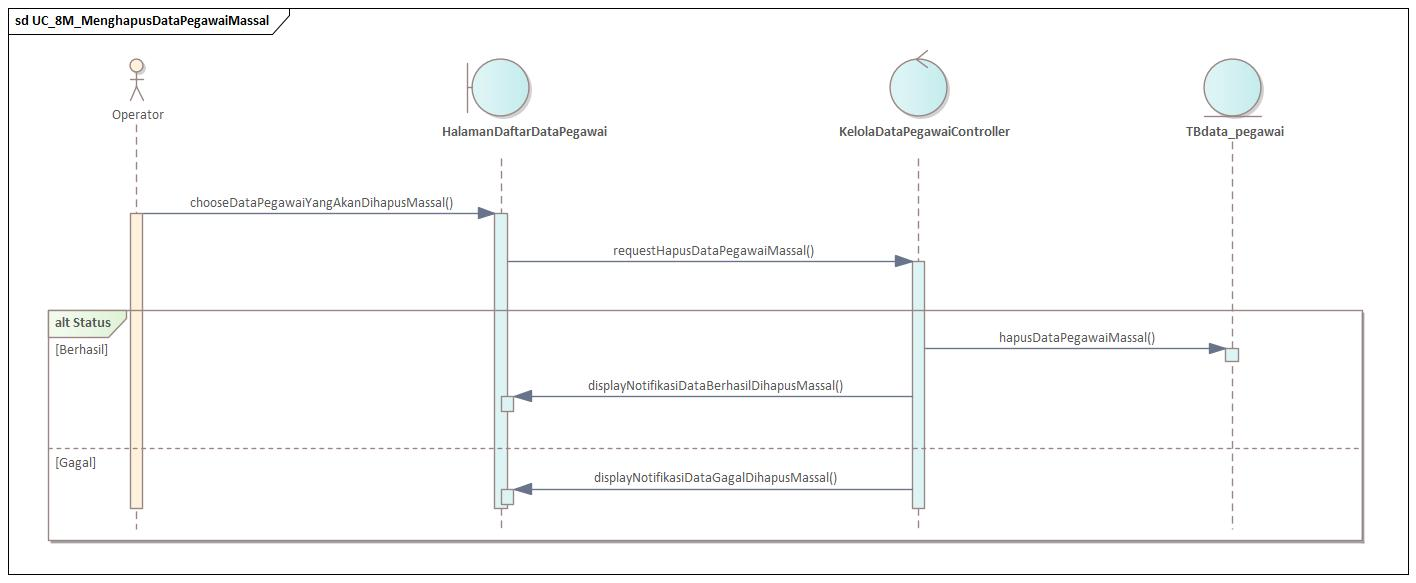 sd UC_8M_MenghapusDataPegawaiMassal
Operator
HalamanDaftarDataPegawai
KelolaDataPegawaiController
TBdata_pegawai
chooseDataPegawaiYangAkanDihapusMassal()
requestHapusDataPegawaiMassal()
alt Status
[Berhasil]
hapusDataPegawaiMassal()
displayNotifikasiDataBerhasilDihapusMassal()
[Gagal]
displayNotifikasiDataGagalDihapusMassal()